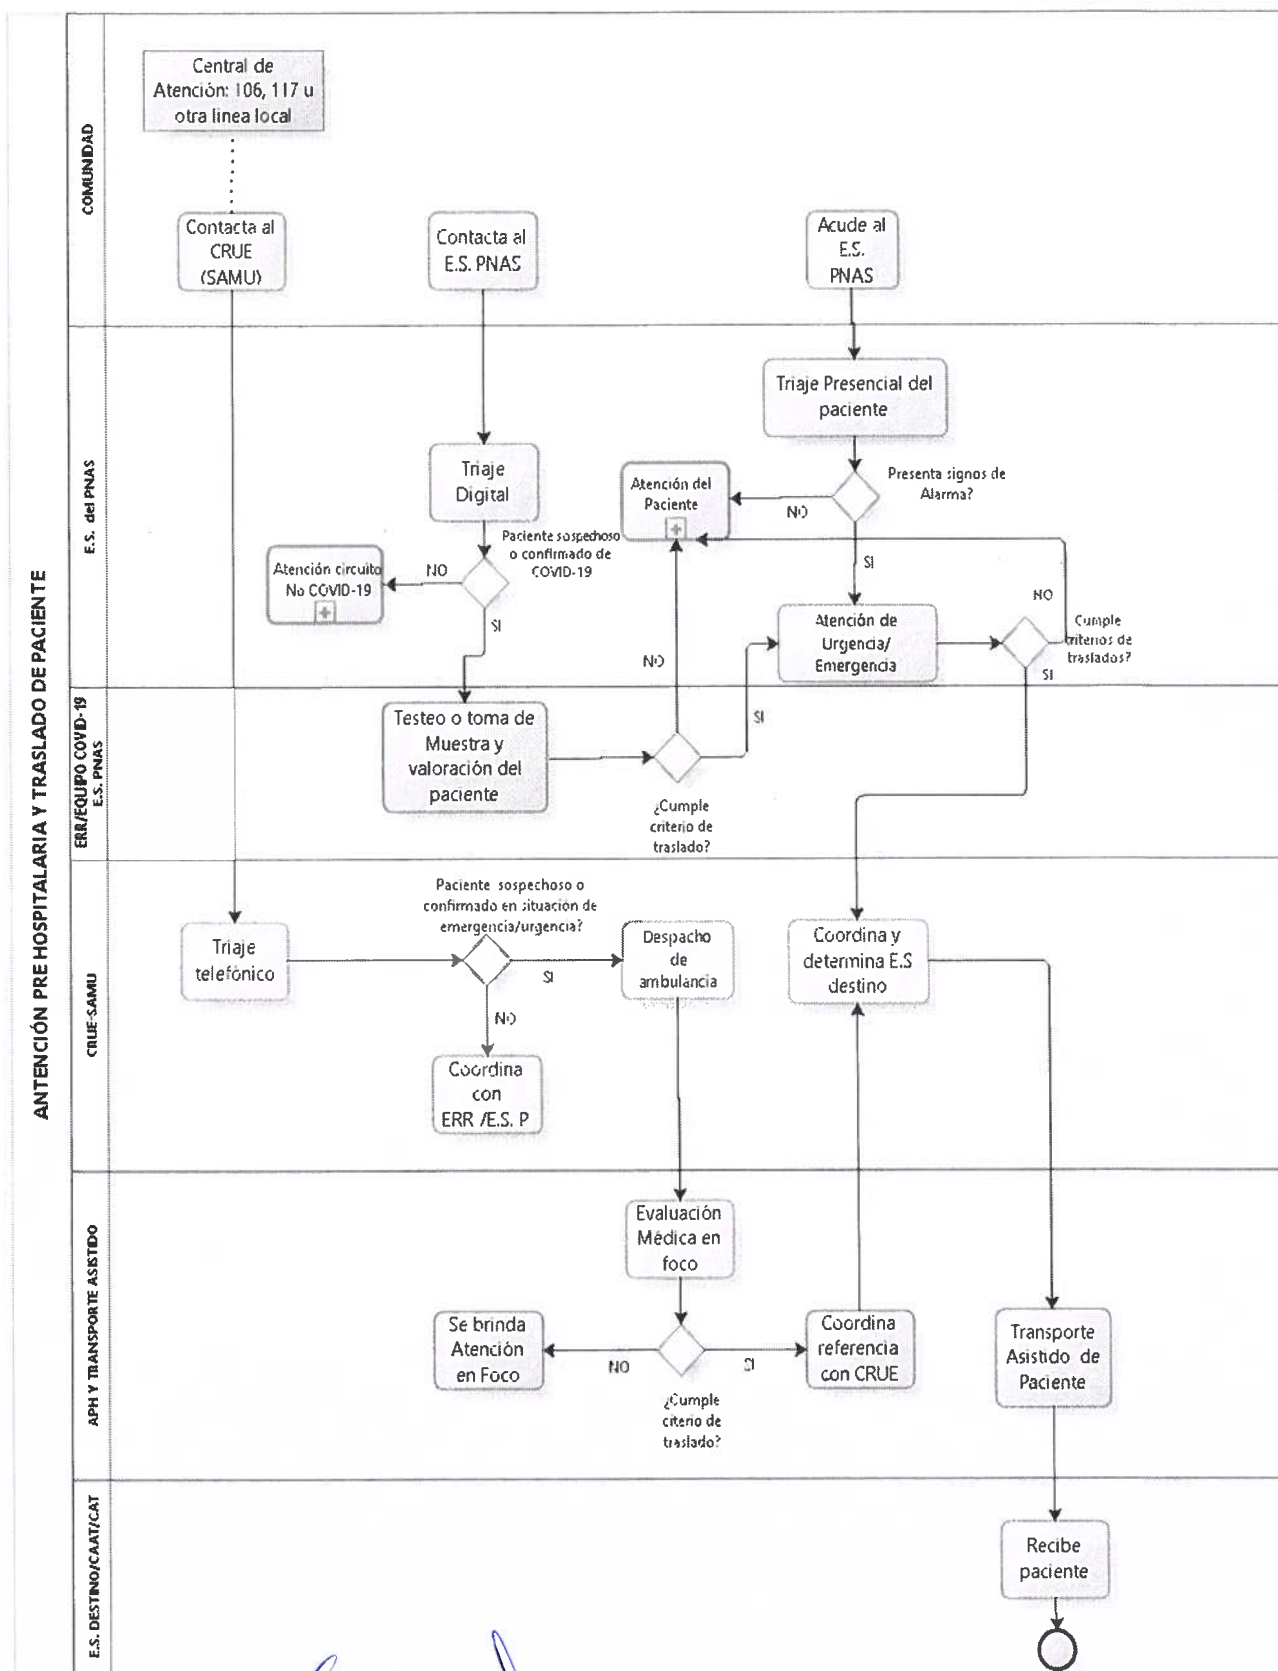 ANTENCIÓN PRE HOSPITALARIA Y TRASLADO DE PACIENTE
COMUNIDAD
Central de
Atención: 106, 117 u
otra linea local
Contacta al
CRUE
(SAMU)
Contacta al
E.S. PNAS
Acude al
E.S.
PNAS
E.S. del PNAS
Triaje Presencial del
paciente
Presenta signos de
Alarma?
NO
SI
Atención del
Paciente
Triaje
Digital
Paciente sospechoso
o confirmado de
COVID-19
NO
SI
Atención circuito
No COVID-19
Atención de
Urgencia/
Emergencia
NO
Cumple
criterios de
traslados?
SI
NO
SI
ERR/EQUIPO COVID-19
E.S. PNAS
Testeo o toma de
Muestra y
valoración del
paciente
¿Cumple
criterio de
traslado?
CRUE-SAMU
Triaje
telefónico
Paciente sospechoso o
confirmado en situación de
emergencia/urgencia?
SI
NO
Despacho
de
ambulancia
Coordina y
determina E.S
destino
Coordina
con
ERR /E.S. P
APH Y TRANSPORTE ASISTIDO
Evaluación
Médica en
foco
Se brinda
Atención
en Foco
NO
SI
¿Cumple
citerio de
traslado?
Coordina
referencia
con CRUE
Transporte
Asistido de
Paciente
E.S. DESTINO/CAAT/CAT
Recibe
paciente